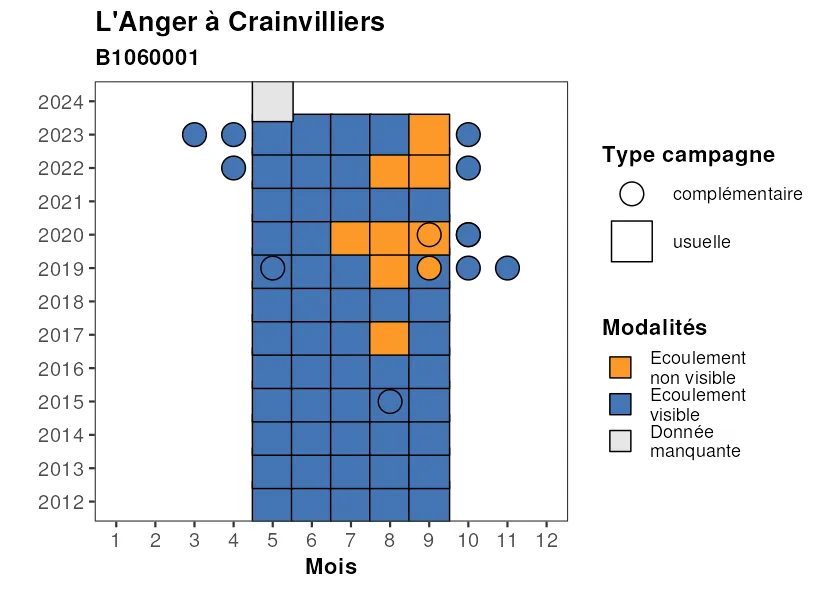 L'Anger à Crainvilliers
B1060001
2024
2023
2022
2021
2020
2019
2018
2017
2016
2015
2014
2013
2012
1 2 3 4 5 6 7 8 9 10 11 12
Mois
Type campagne
complémentaire
usuelle
Modalités
Ecoulement
non visible
Ecoulement
visible
Donnée
manquante